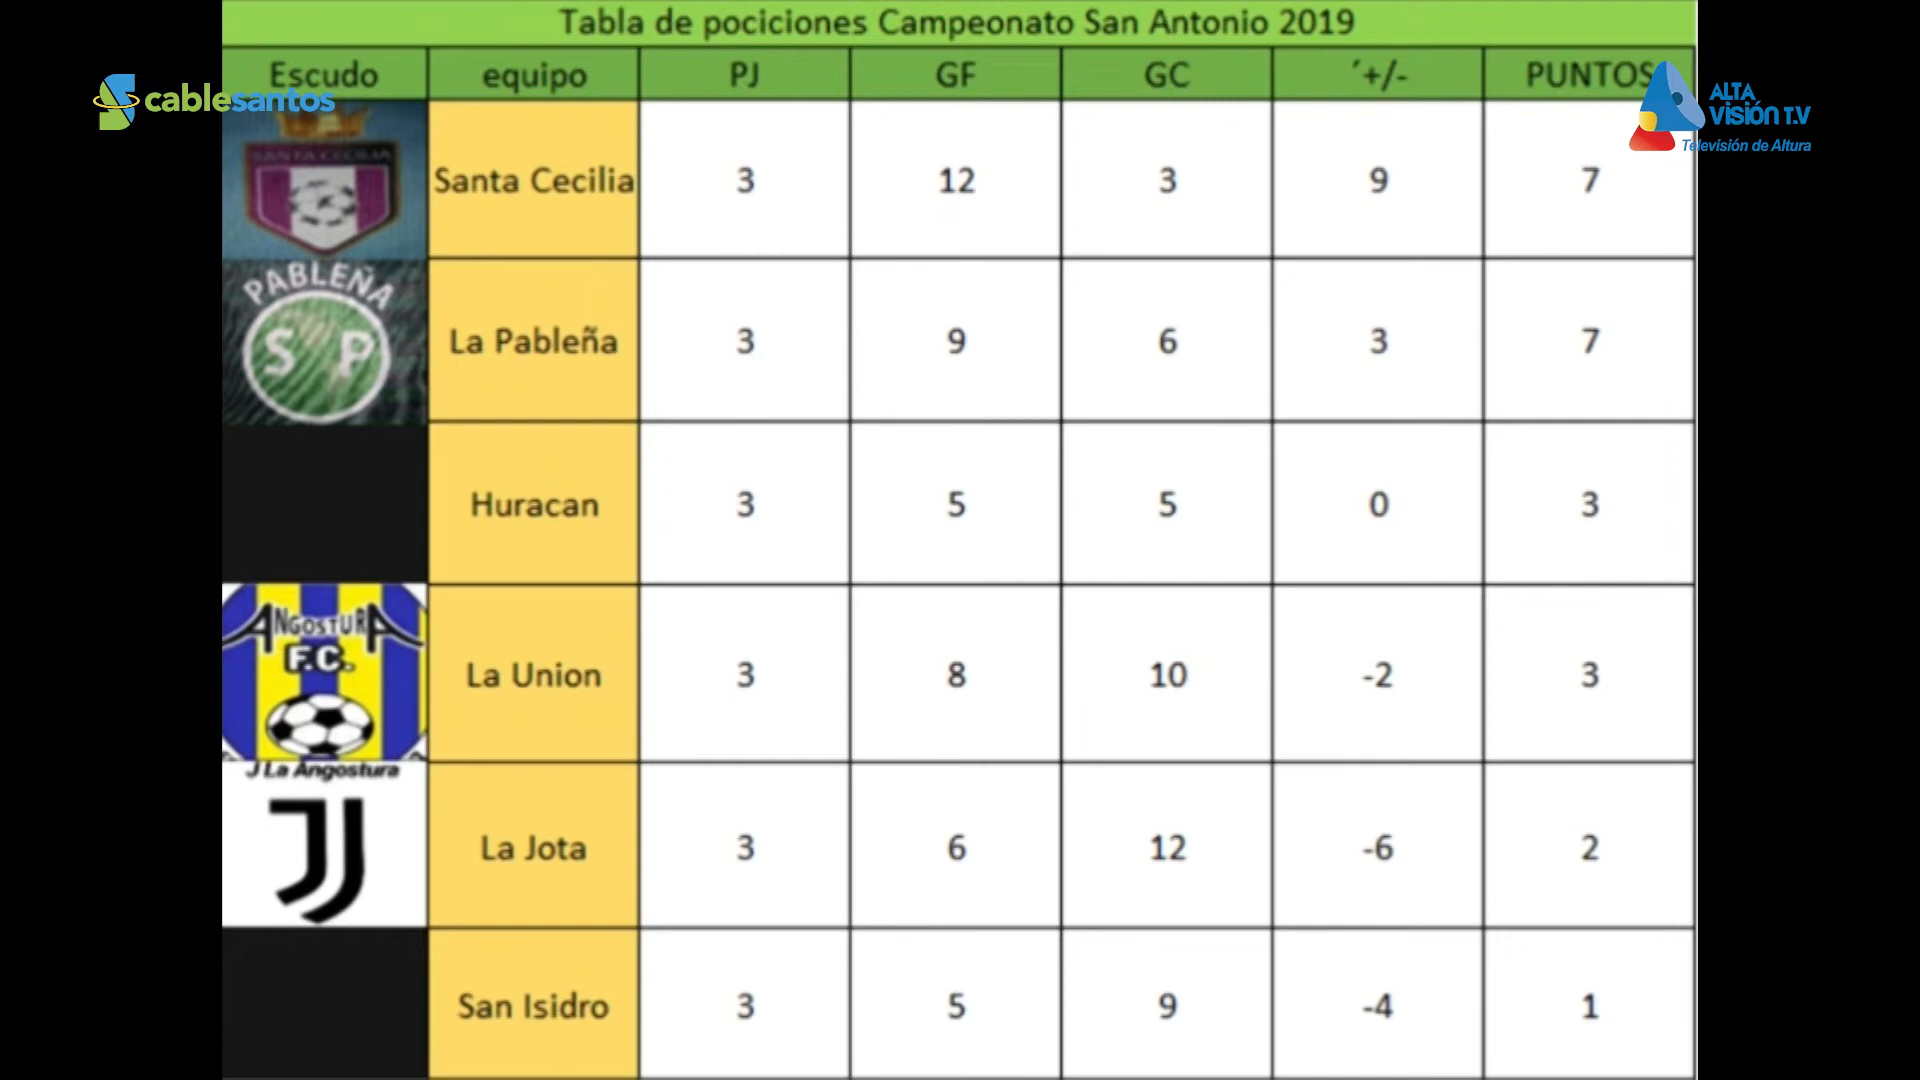 Tabla de pociciones Campeonato San Antonio 2019
Escudo equipo PJ GF GC ´+/- PUNTOS
cablesantos
ALTA
VISIÓN T.V
Televisión de Altura
SANTA CECILIA
Santa Cecilia 3 12 3 9 7
PABLEÑA
S P
La Pableña 3 9 6 3 7
Huracan 3 5 5 0 3
ANGOSTURA
F.C.
La Union 3 8 10 -2 3
J La Angostura
La Jota 3 6 12 -6 2
San Isidro 3 5 9 -4 1